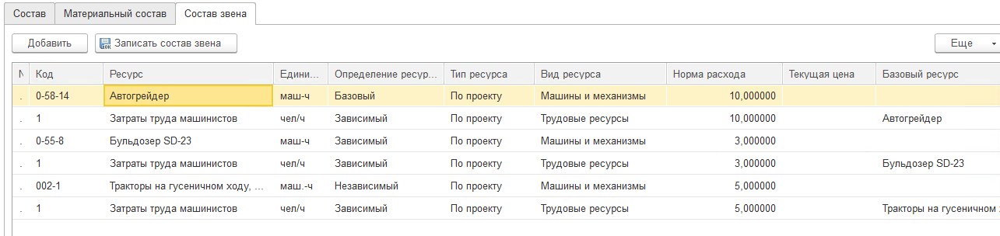 Состав Материальный состав Состав звена
Добавить Записать состав звена Еще
N Код Ресурс Едини... Определение ресур... Тип ресурса Вид ресурса Норма расхода Текущая цена Базовый ресурс
. 0-58-14 Автогрейдер маш-ч Базовый По проекту Машины и механизмы 10,000000
. 1 Затраты труда машинистов чел/ч Зависимый По проекту Трудовые ресурсы 10,000000 Автогрейдер
. 0-55-8 Бульдозер SD-23 маш-ч Зависимый По проекту Машины и механизмы 3,000000
. 1 Затраты труда машинистов чел/ч Зависимый По проекту Трудовые ресурсы 3,000000 Бульдозер SD-23
. 002-1 Тракторы на гусеничном ходу, ... маш.-ч Независимый По проекту Машины и механизмы 5,000000
. 1 Затраты труда машинистов чел/ч Зависимый По проекту Трудовые ресурсы 5,000000 Тракторы на гусеничном